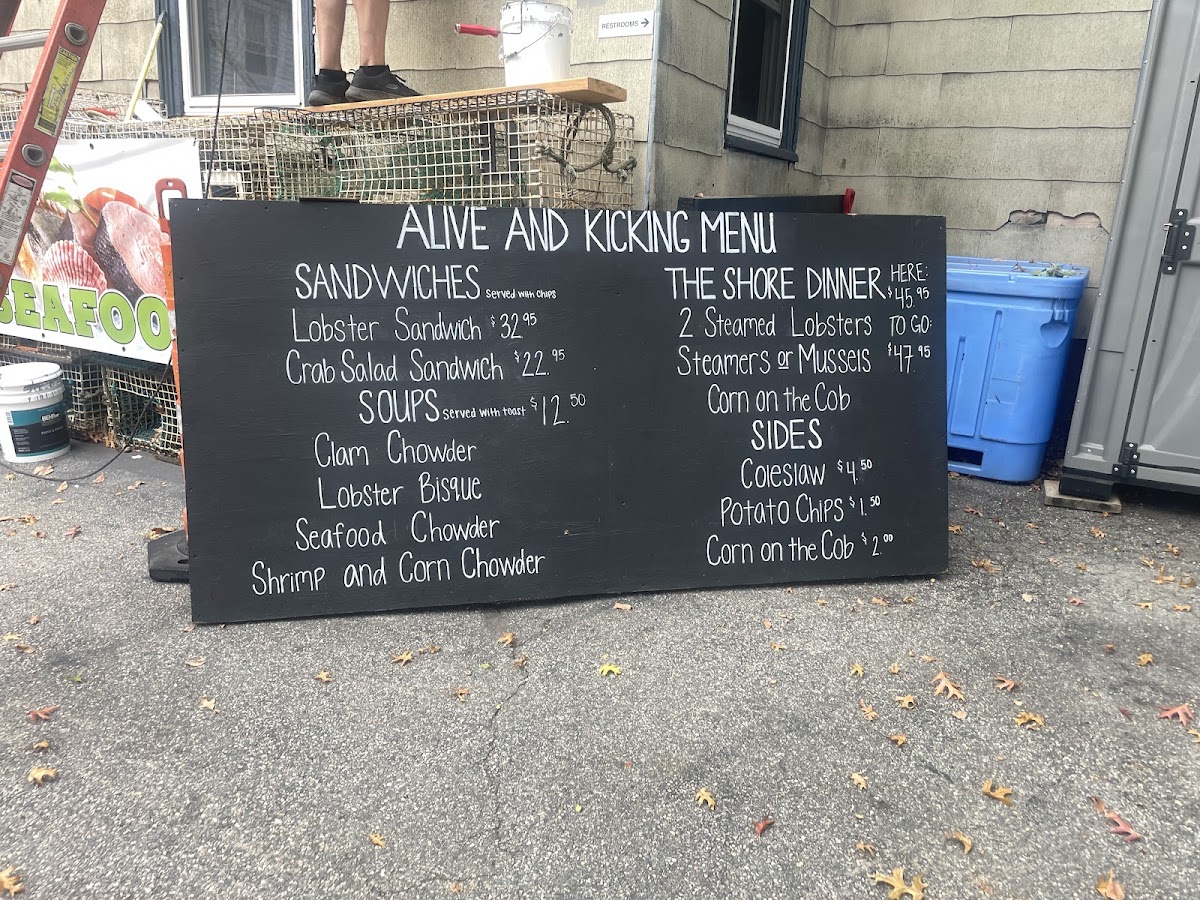 RESTROOMS →
SEAFOO
ALIVE AND KICKING MENU
SANDWICHES Served with chips
Lobster Sandwich $32.95
Crab Salad Sandwich $22.95
SOUPS Served with toast $12.50
Clam Chowder
Lobster Bisque
Seafood Chowder
Shrimp and Corn Chowder
THE SHORE DINNER HERE: $45.95
2 Steamed Lobsters TO GO:
Steamers or Mussels $47.95
Corn on the Cob
SIDES
Coleslaw $4.50
Potato Chips $1.50
Corn on the Cob $2.00